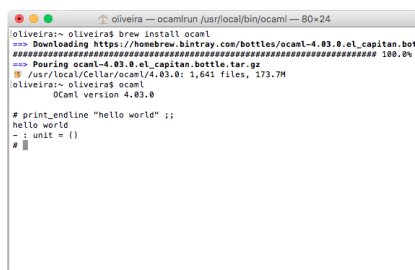 oliveira — ocamlrun /usr/local/bin/ocaml — 80×24
oliveira:~ oliveira$ brew install ocaml
==> Downloading https://homebrew.bintray.com/bottles/ocaml-4.03.0.el_capitan.bot
######################################################################## 100.0%
==> Pouring ocaml-4.03.0.el_capitan.bottle.tar.gz
🍺 /usr/local/Cellar/ocaml/4.03.0: 1,641 files, 173.7M
oliveira:~ oliveira$ ocaml
OCaml version 4.03.0
# print_endline "hello world" ;;
hello world
- : unit = ()
#